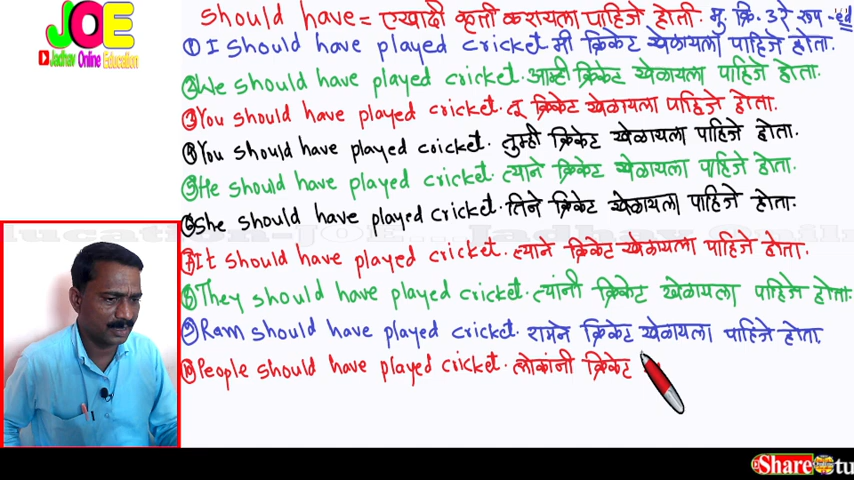 JOE
Jadhav Online Education
should have = एखादी कृती करायला पाहिजे होती. मु. क्रि. ३रे रूप -ed
① I should have played cricket मी क्रिकेट खेळायला पाहिजे होता.
② We should have played cricket. आम्ही क्रिकेट खेळायला पाहिजे होता.
③ You should have played cricket. तू क्रिकेट खेळायला पाहिजे होता.
④ You should have played cricket. तुम्ही क्रिकेट खेळायला पाहिजे होता.
⑤ He should have played cricket. त्याने क्रिकेट खेळायला पाहिजे होता.
⑥ She should have played cricket. तिने क्रिकेट खेळायला पाहिजे होता.
⑦ It should have played cricket. त्याने क्रिकेट खेळायला पाहिजे होता.
⑧ They should have played cricket. त्यांनी क्रिकेट खेळायला पाहिजे होता.
⑨ Ram should have played cricket. रामने क्रिकेट खेळायला पाहिजे होता.
⑩ People should have played cricket. लोकांनी क्रिकेट
Share